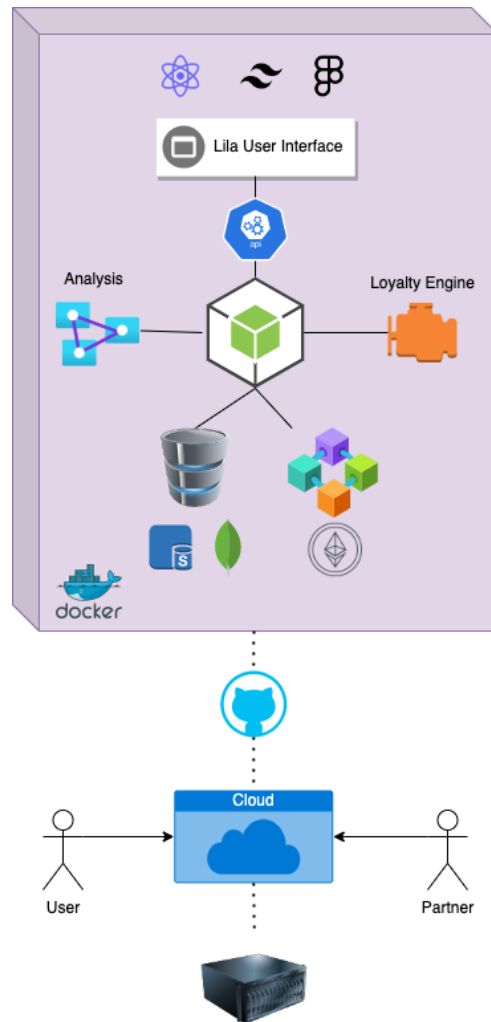 Lila User Interface
api
Analysis
Loyalty Engine
S
docker
Cloud
User
Partner